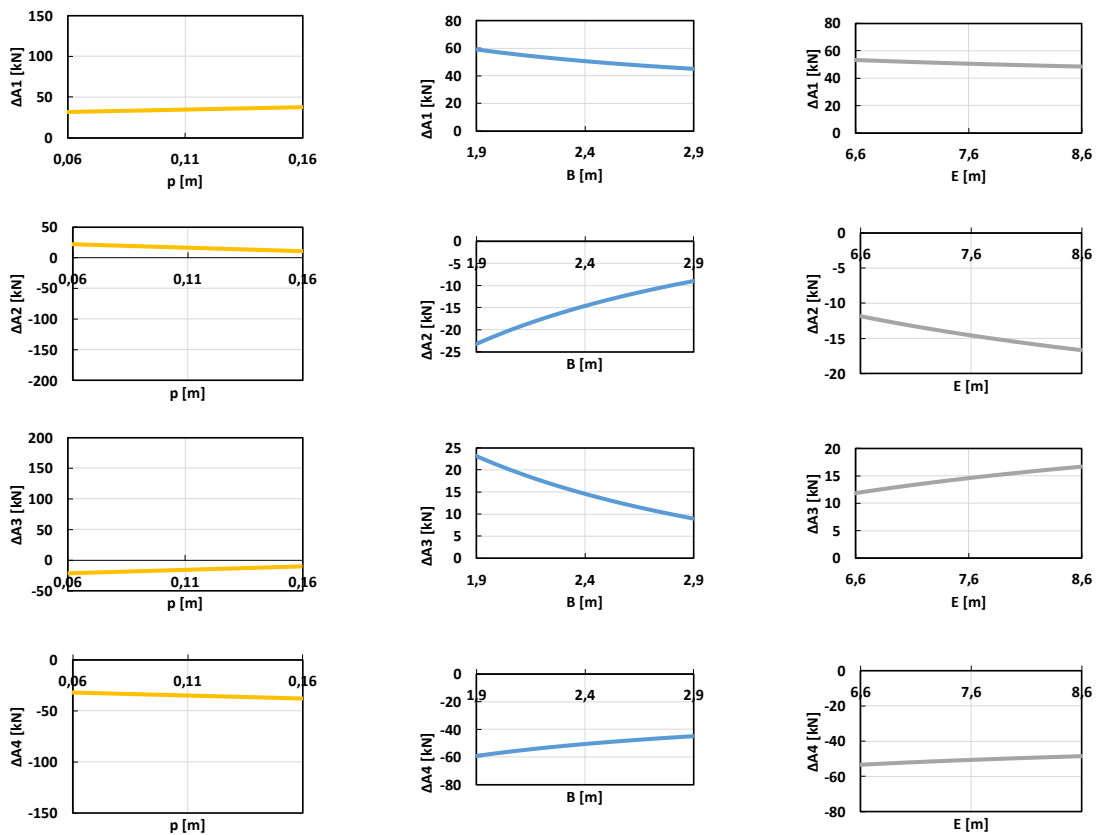 ΔA1 [kN]
150
100
50
0
0,06 0,11 0,16
p [m]
ΔA1 [kN]
100
80
60
40
20
0
1,9 2,4 2,9
B [m]
ΔA1 [kN]
80
60
40
20
0
6,6 7,6 8,6
E [m]
ΔA2 [kN]
50
0
-50
-100
-150
-200
0,06 0,11 0,16
p [m]
ΔA2 [kN]
0
-5
-10
-15
-20
-25
1,9 2,4 2,9
B [m]
ΔA2 [kN]
0
-5
-10
-15
-20
6,6 7,6 8,6
E [m]
ΔA3 [kN]
200
150
100
50
0
-50
0,06 0,11 0,16
p [m]
ΔA3 [kN]
25
20
15
10
5
0
1,9 2,4 2,9
B [m]
ΔA3 [kN]
20
15
10
5
0
6,6 7,6 8,6
E [m]
ΔA4 [kN]
0
-50
-100
-150
0,06 0,11 0,16
p [m]
ΔA4 [kN]
0
-20
-40
-60
-80
1,9 2,4 2,9
B [m]
ΔA4 [kN]
0
-20
-40
-60
-80
6,6 7,6 8,6
E [m]